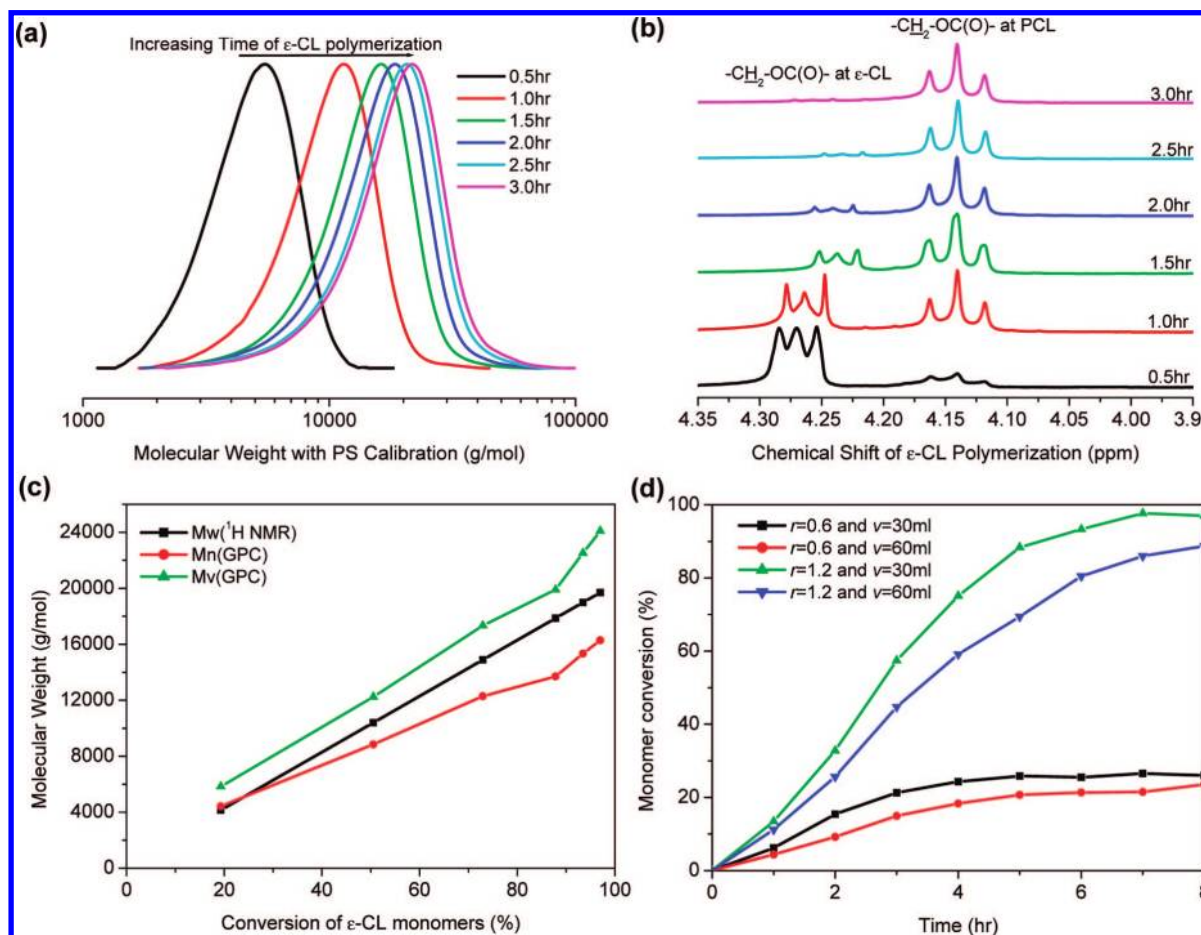 (a)
Increasing Time of ε-CL polymerization
0.5hr
1.0hr
1.5hr
2.0hr
2.5hr
3.0hr
1000
10000
100000
Molecular Weight with PS Calibration (g/mol)
(b)
-CH2-OC(O)- at PCL
-CH2-OC(O)- at ε-CL
3.0hr
2.5hr
2.0hr
1.5hr
1.0hr
0.5hr
4.35 4.30 4.25 4.20 4.15 4.10 4.05 4.00 3.9
Chemical Shift of ε-CL Polymerization (ppm)
(c)
Mw(¹H NMR)
Mn(GPC)
Mv(GPC)
24000
20000
16000
12000
8000
4000
0
Molecular Weight (g/mol)
0 20 40 60 80 100
Conversion of ε-CL monomers (%)
(d)
r=0.6 and v=30ml
r=0.6 and v=60ml
r=1.2 and v=30ml
r=1.2 and v=60ml
100
80
60
40
20
0
Monomer conversion (%)
0 2 4 6 8
Time (hr)